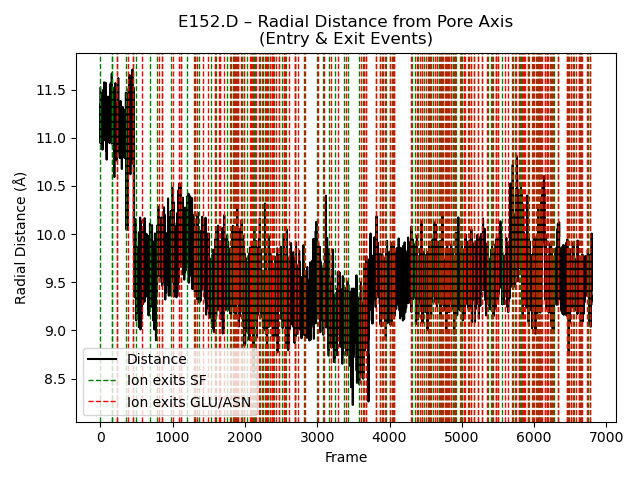 E152.D – Radial Distance from Pore Axis
(Entry & Exit Events)
Radial Distance (Å)
11.5
11.0
10.5
10.0
9.5
9.0
8.5
Distance
Ion exits SF
Ion exits GLU/ASN
0
1000
2000
3000
4000
5000
6000
7000
Frame